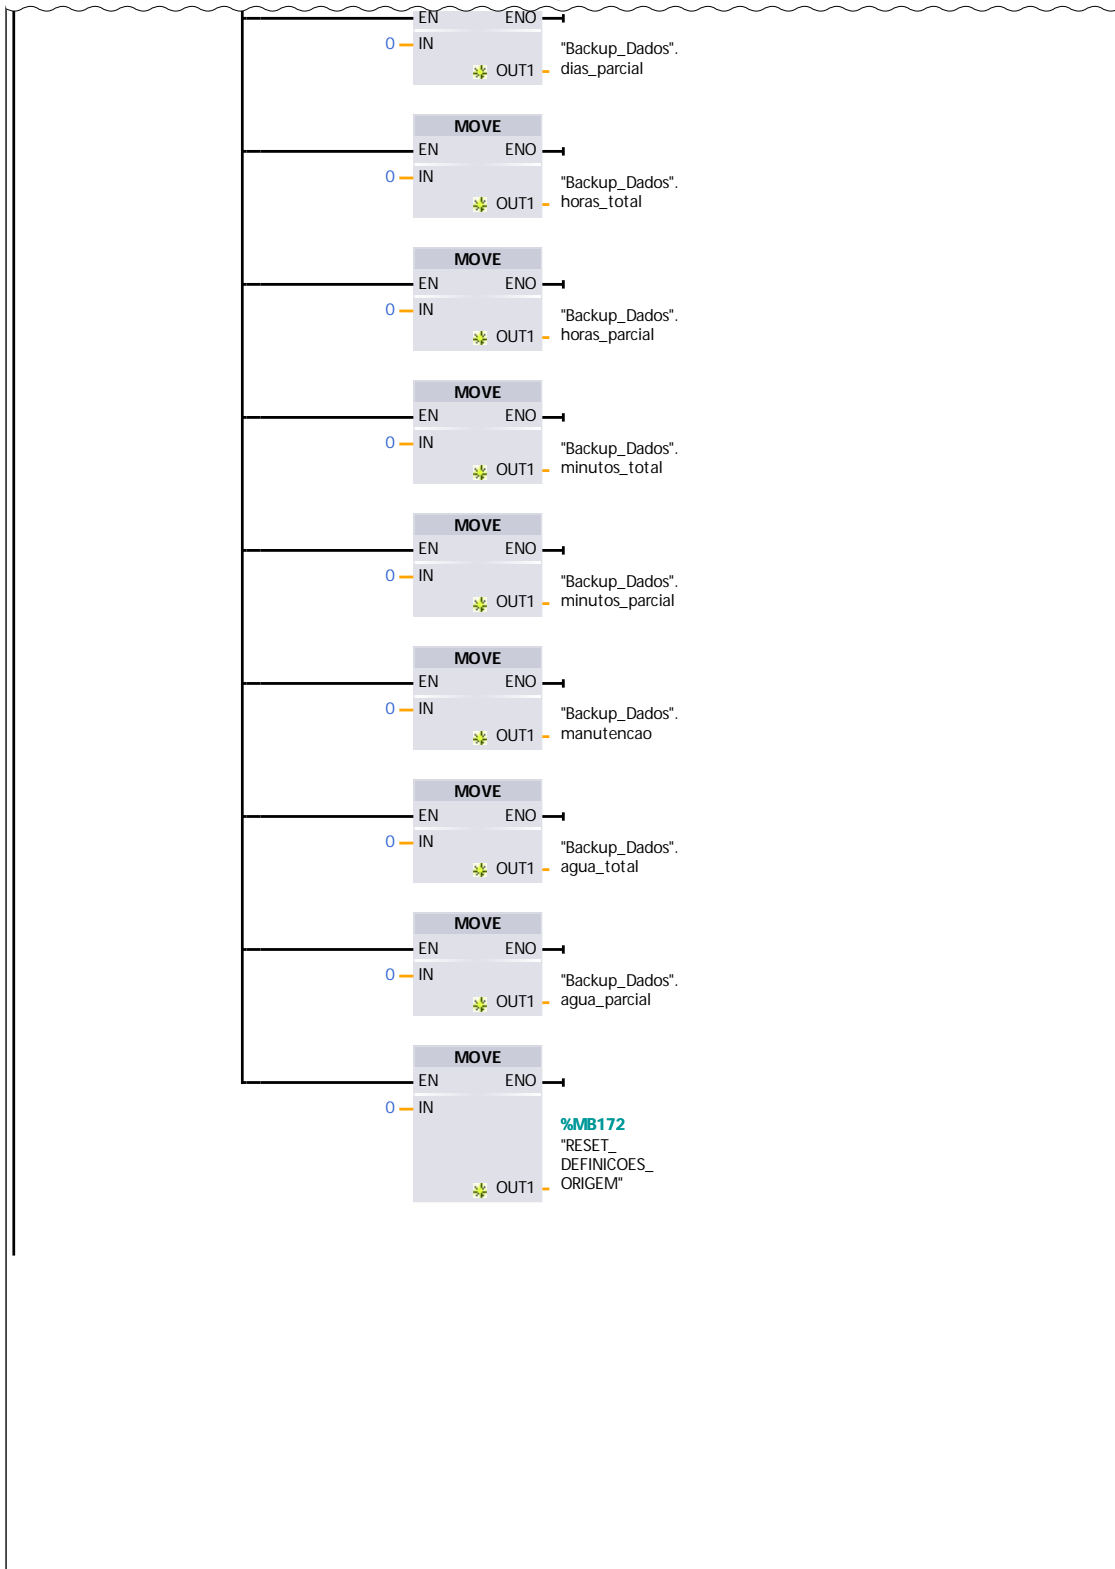 EN ENO
0 IN
"Backup_Dados".
OUT1 dias_parcial
MOVE
EN ENO
0 IN
"Backup_Dados".
OUT1 horas_total
MOVE
EN ENO
0 IN
"Backup_Dados".
OUT1 horas_parcial
MOVE
EN ENO
0 IN
"Backup_Dados".
OUT1 minutos_total
MOVE
EN ENO
0 IN
"Backup_Dados".
OUT1 minutos_parcial
MOVE
EN ENO
0 IN
"Backup_Dados".
OUT1 manutencao
MOVE
EN ENO
0 IN
"Backup_Dados".
OUT1 agua_total
MOVE
EN ENO
0 IN
"Backup_Dados".
OUT1 agua_parcial
MOVE
EN ENO
0 IN
%MB172
"RESET_
DEFINICOES_
OUT1 ORIGEM"